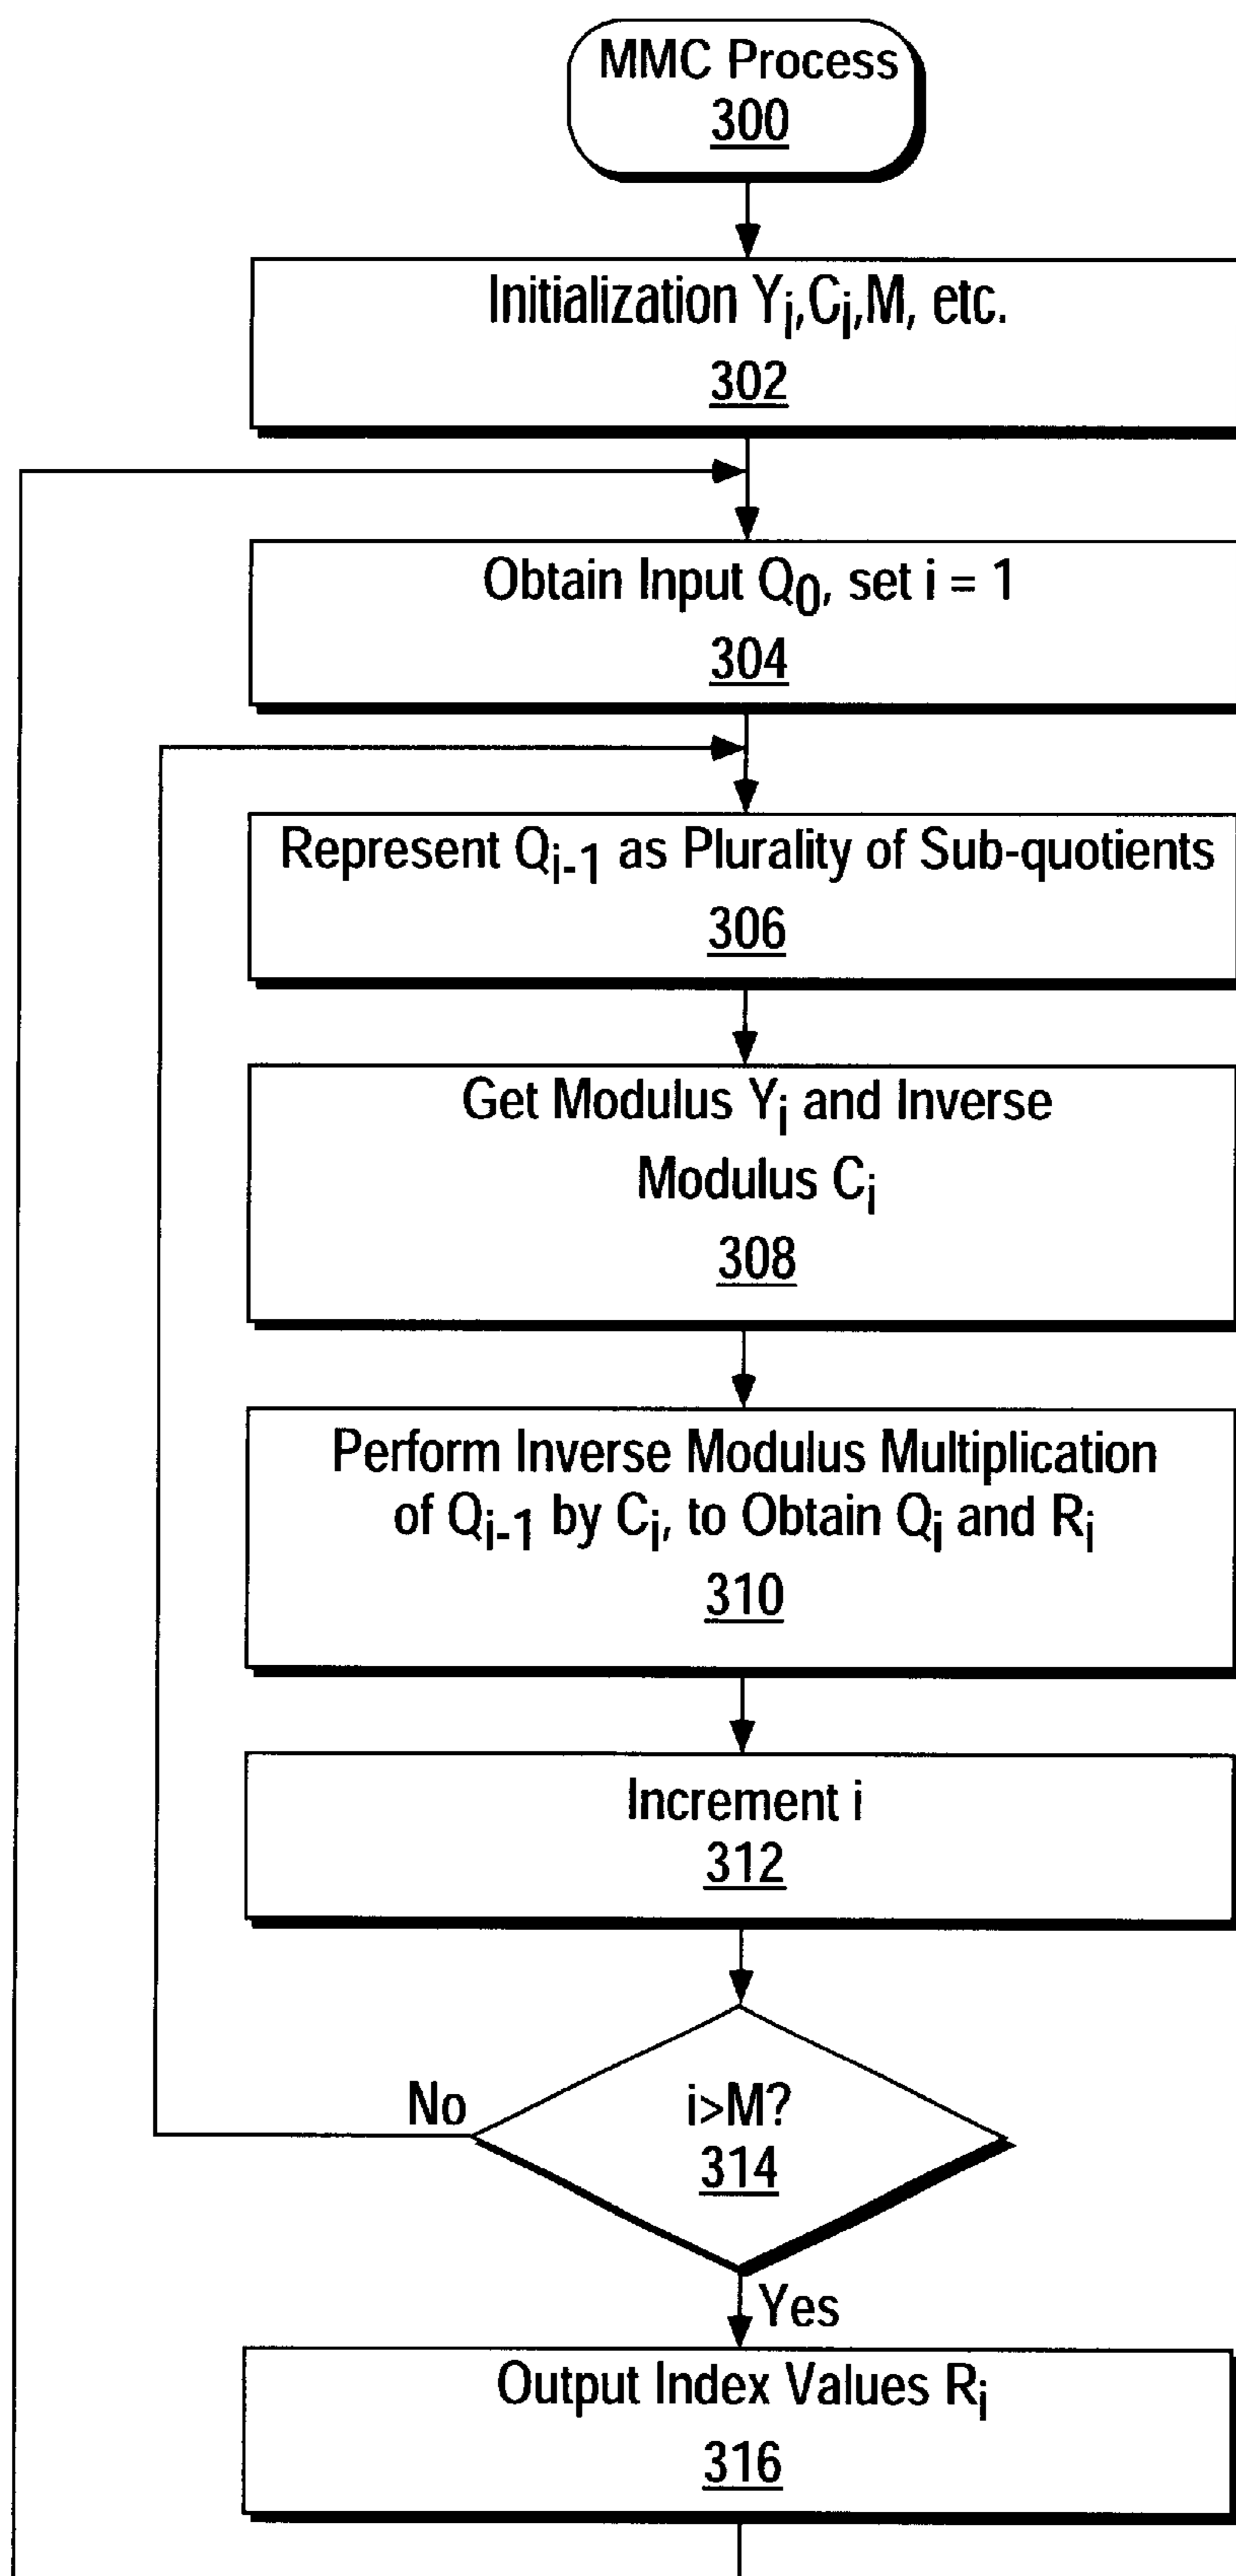 MMC Process
300
Initialization Yi,Ci,M, etc.
302
Obtain Input Q0, set i = 1
304
Represent Qi-1 as Plurality of Sub-quotients
306
Get Modulus Yi and Inverse
Modulus Ci
308
Perform Inverse Modulus Multiplication
of Qi-1 by Ci, to Obtain Qi and Ri
310
Increment i
312
No
i>M?
314
Yes
Output Index Values Ri
316